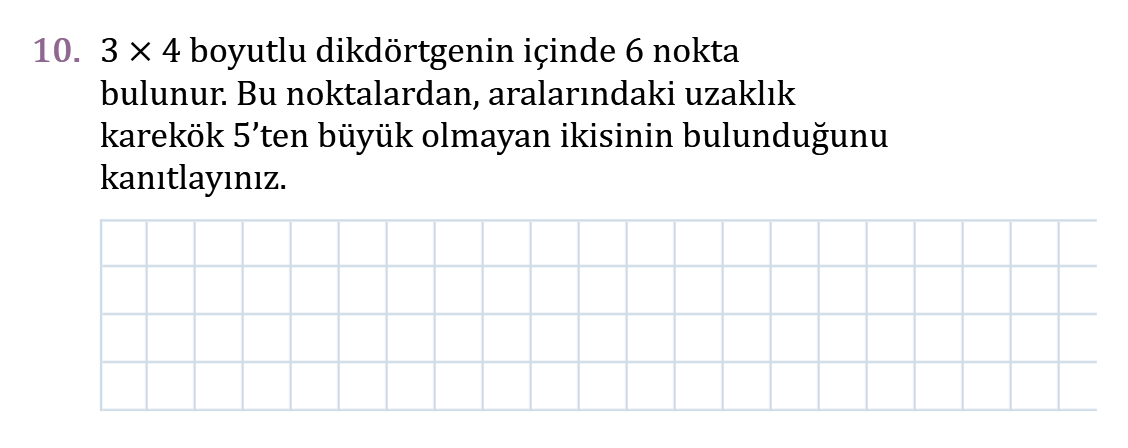 10. 3 × 4 boyutlu dikdörtgenin içinde 6 nokta
bulunur. Bu noktalardan, aralarındaki uzaklık
karekök 5’ten büyük olmayan ikisinin bulunduğunu
kanıtlayınız.